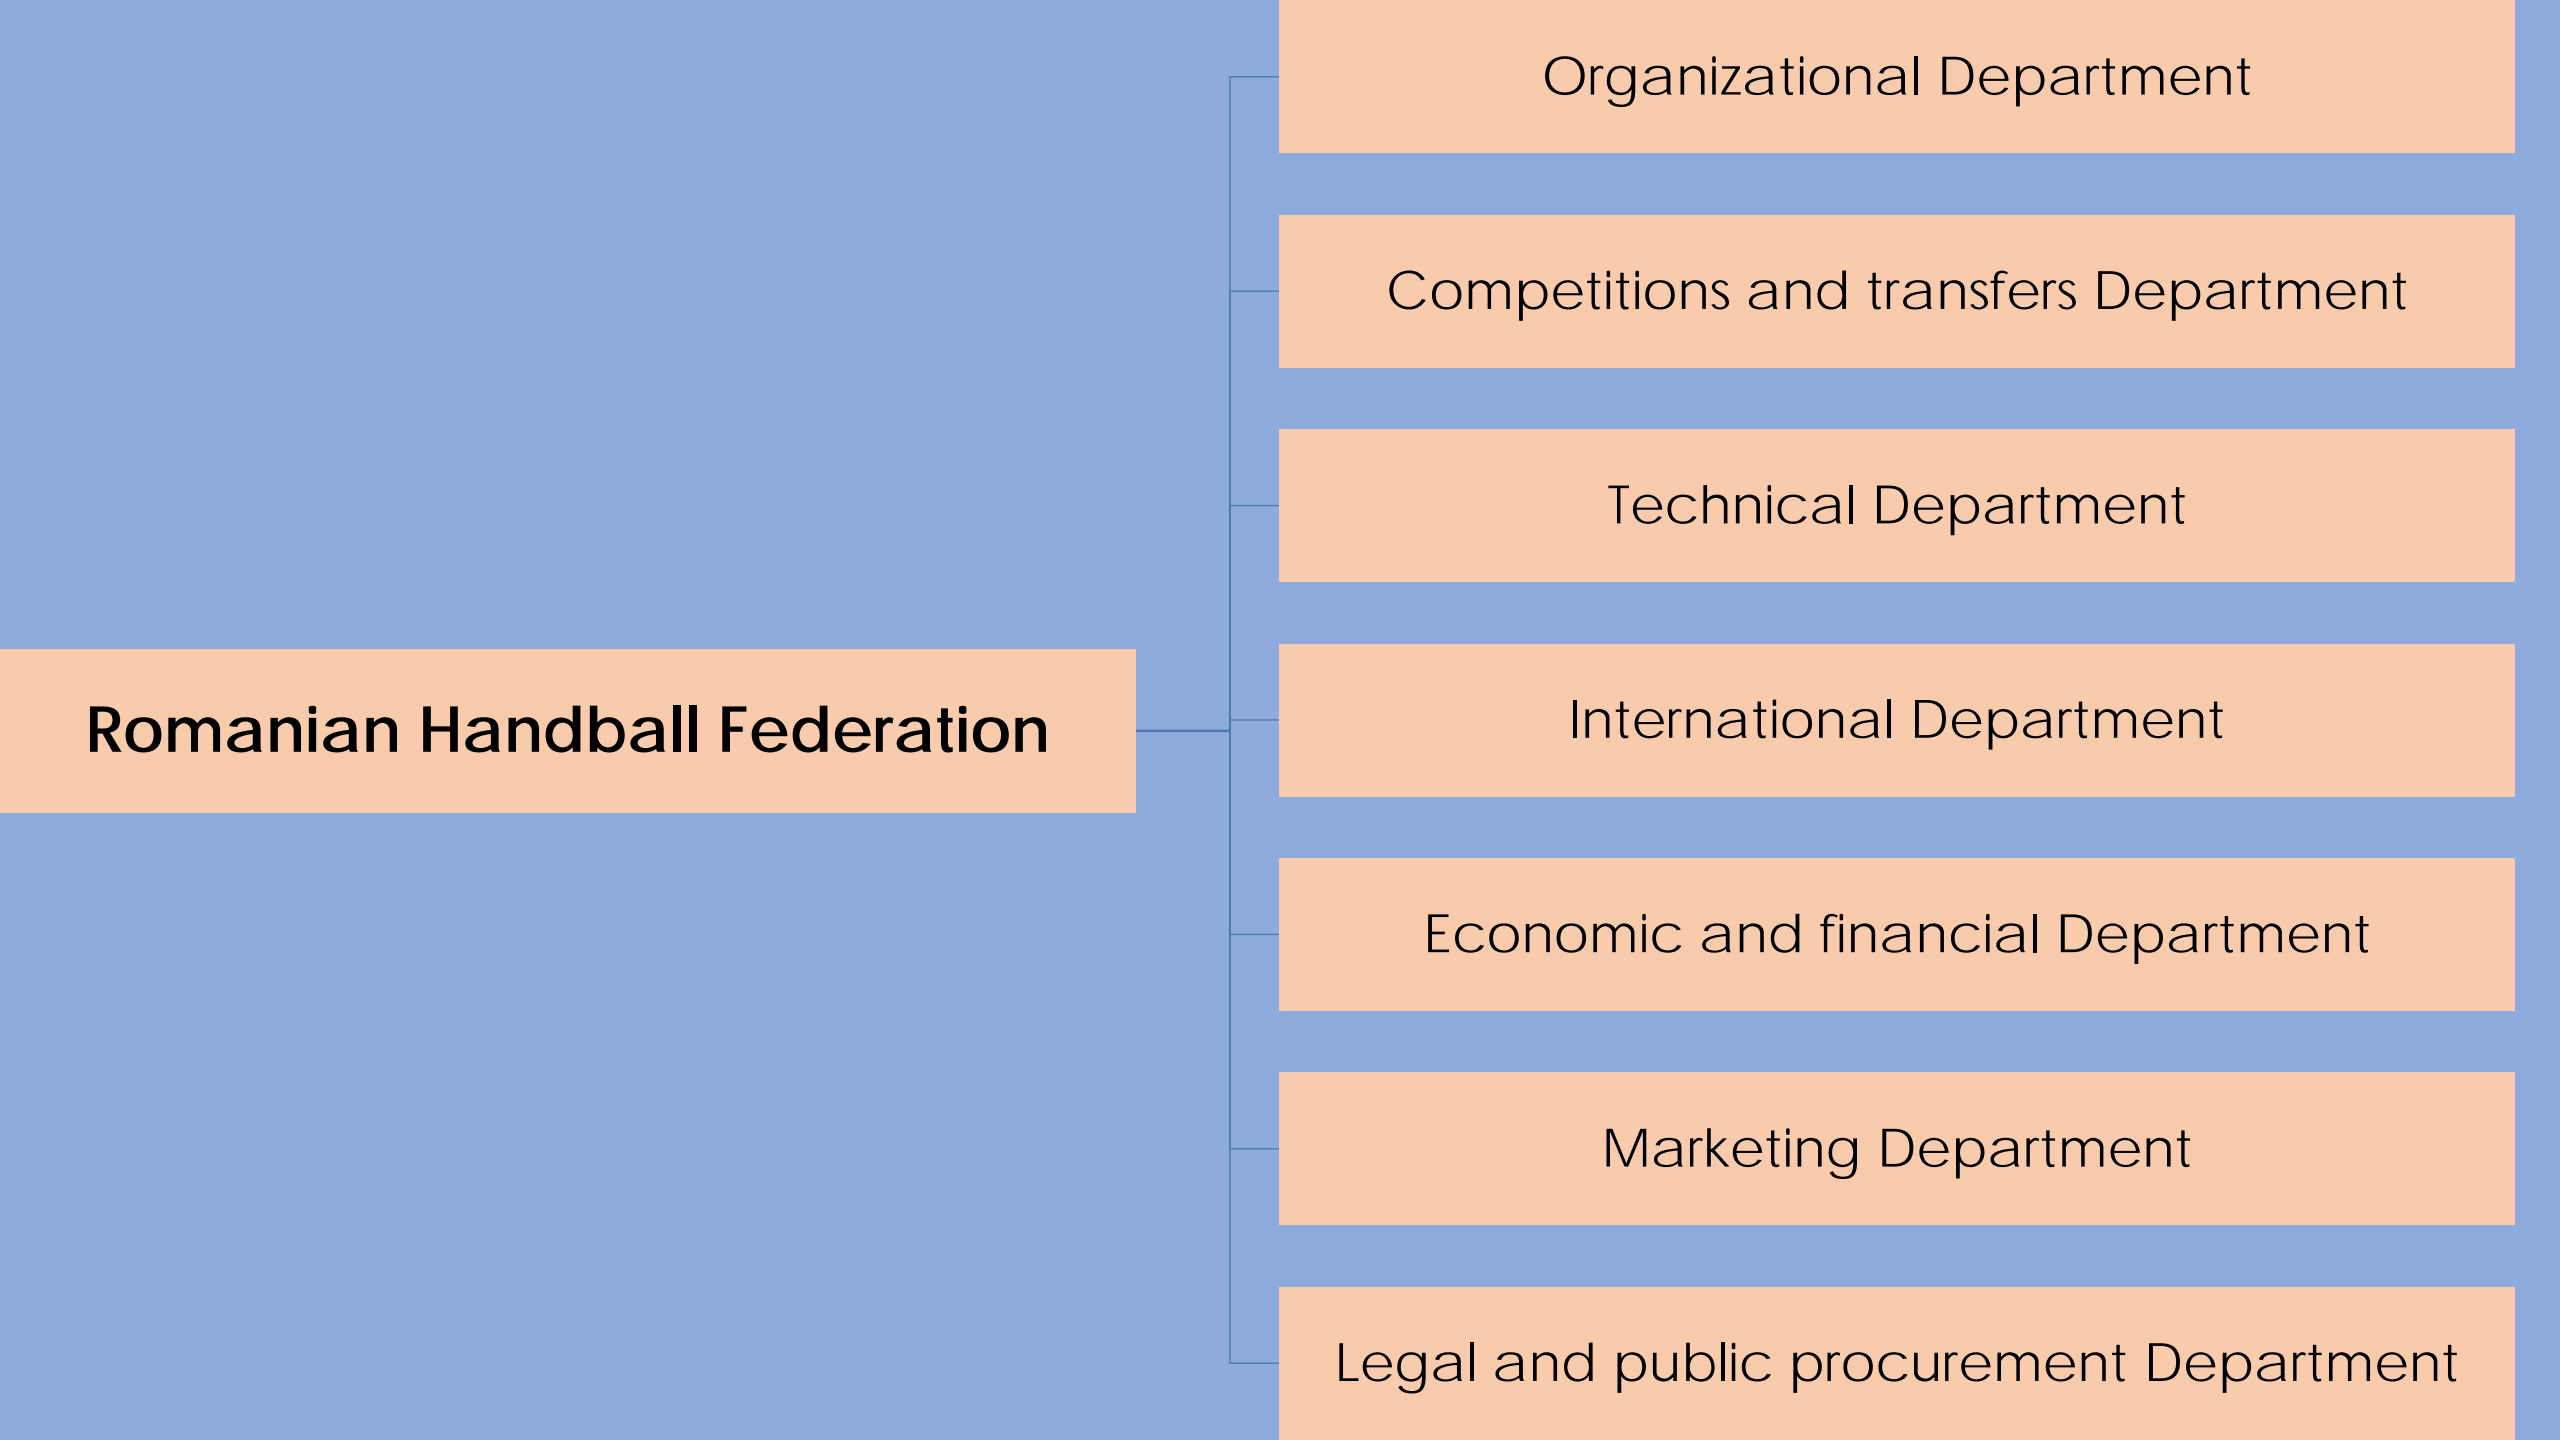 Romanian Handball Federation
Organizational Department
Competitions and transfers Department
Technical Department
International Department
Economic and financial Department
Marketing Department
Legal and public procurement Department